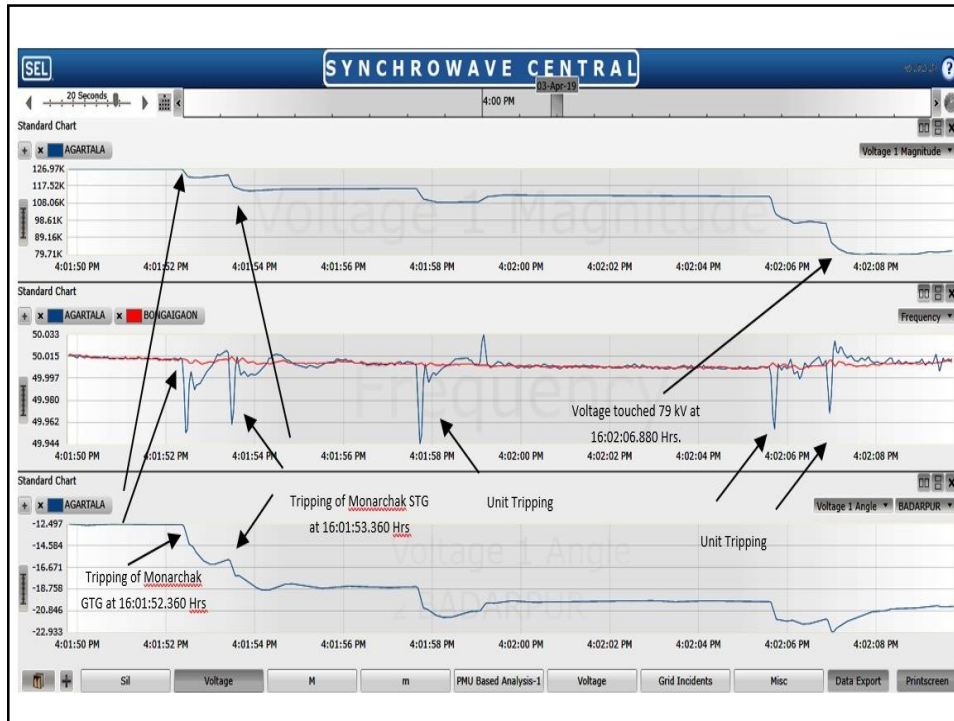 SEL
SYNCHROWAVE CENTRAL
?
20 Seconds
4:00 PM
03-Apr-19
Standard Chart
+ x AGARTALA
Voltage 1 Magnitude
126.97K
117.52K
108.06K
98.61K
89.16K
79.71K
Voltage 1 Magnitude
4:01:50 PM 4:01:52 PM 4:01:54 PM 4:01:56 PM 4:01:58 PM 4:02:00 PM 4:02:02 PM 4:02:04 PM 4:02:06 PM 4:02:08 PM
Standard Chart
+ x AGARTALA x BONGAIGAON
Frequency
50.033
50.015
49.997
49.980
49.962
49.944
Frequency
Voltage touched 79 kV at
16:02:06.880 Hrs.
4:01:50 PM 4:01:52 PM 4:01:54 PM 4:01:56 PM 4:01:58 PM 4:02:00 PM 4:02:02 PM 4:02:04 PM 4:02:06 PM 4:02:08 PM
Standard Chart
+ x AGARTALA
Voltage 1 Angle BADARPUR
-12.497
-14.584
-16.671
-18.758
-20.846
-22.933
Tripping of Monarchak STG
at 16:01:53.360 Hrs
Unit Tripping
Unit Tripping
Voltage 1 Angle
BADARPUR
Tripping of Monarchak
GTG at 16:01:52.360 Hrs
4:01:50 PM 4:01:52 PM 4:01:54 PM 4:01:56 PM 4:01:58 PM 4:02:00 PM 4:02:02 PM 4:02:04 PM 4:02:06 PM 4:02:08 PM
+ Sil Voltage M m PMU Based Analysis-1 Voltage Grid Incidents Misc Data Export Printscreen